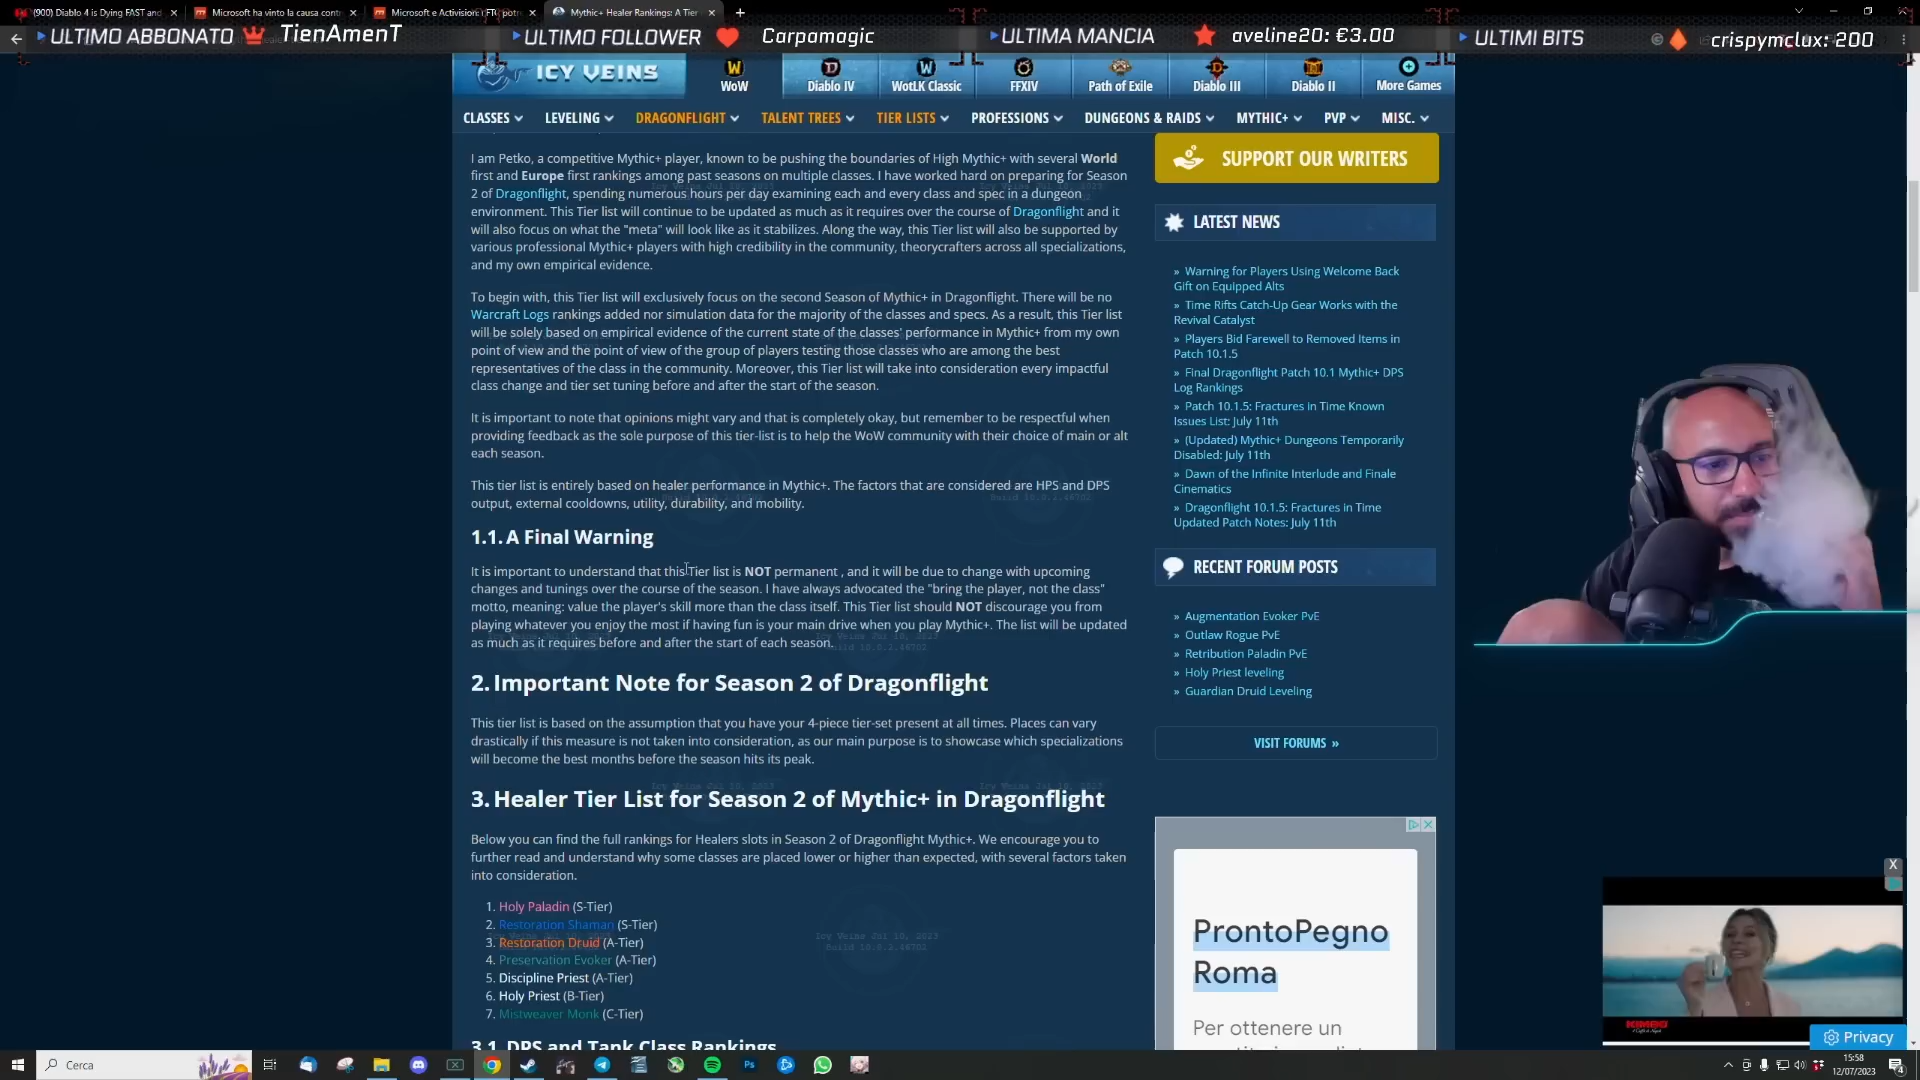 (900) Diablo 4 is Dying FAST and
Microsoft ha vinto la causa contr
Microsoft e Activision: l'FTC potr
Mythic+ Healer Rankings: A Tier
ULTIMO ABBONATO TienAmenT
ULTIMO FOLLOWER Carpamagic
ULTIMA MANCIA aveline20: €3.00
ULTIMI BITS crispymclux: 200
ICY VEINS
WoW
Diablo IV
WotLK Classic
FFXIV
Path of Exile
Diablo III
Diablo II
More Games
CLASSES
LEVELING
DRAGONFLIGHT
TALENT TREES
TIER LISTS
PROFESSIONS
DUNGEONS & RAIDS
MYTHIC+
PVP
MISC.
I am Petko, a competitive Mythic+ player, known to be pushing the boundaries of High Mythic+ with several World
first and Europe first rankings among past seasons on multiple classes. I have worked hard on preparing for Season
2 of Dragonflight, spending numerous hours per day examining each and every class and spec in a dungeon
environment. This Tier list will continue to be updated as much as it requires over the course of Dragonflight and it
will also focus on what the "meta" will look like as it stabilizes. Along the way, this Tier list will also be supported by
various professional Mythic+ players with high credibility in the community, theorycrafters across all specializations,
and my own empirical evidence.
To begin with, this Tier list will exclusively focus on the second Season of Mythic+ in Dragonflight. There will be no
Warcraft Logs rankings added nor simulation data for the majority of the classes and specs. As a result, this Tier list
will be solely based on empirical evidence of the current state of the classes' performance in Mythic+ from my own
point of view and the point of view of the group of players testing those classes who are among the best
representatives of the class in the community. Moreover, this Tier list will take into consideration every impactful
class change and tier set tuning before and after the start of the season.
It is important to note that opinions might vary and that is completely okay, but remember to be respectful when
providing feedback as the sole purpose of this tier-list is to help the WoW community with their choice of main or alt
each season.
This tier list is entirely based on healer performance in Mythic+. The factors that are considered are HPS and DPS
output, external cooldowns, utility, durability, and mobility.
1.1. A Final Warning
It is important to understand that this Tier list is NOT permanent , and it will be due to change with upcoming
changes and tunings over the course of the season. I have always advocated the "bring the player, not the class"
motto, meaning: value the player's skill more than the class itself. This Tier list should NOT discourage you from
playing whatever you enjoy the most if having fun is your main drive when you play Mythic+. The list will be updated
as much as it requires before and after the start of each season.
2. Important Note for Season 2 of Dragonflight
This tier list is based on the assumption that you have your 4-piece tier-set present at all times. Places can vary
drastically if this measure is not taken into consideration, as our main purpose is to showcase which specializations
will become the best months before the season hits its peak.
3. Healer Tier List for Season 2 of Mythic+ in Dragonflight
Below you can find the full rankings for Healers slots in Season 2 of Dragonflight Mythic+. We encourage you to
further read and understand why some classes are placed lower or higher than expected, with several factors taken
into consideration.
1. Holy Paladin (S-Tier)
2. Restoration Shaman (S-Tier)
3. Restoration Druid (A-Tier)
4. Preservation Evoker (A-Tier)
5. Discipline Priest (A-Tier)
6. Holy Priest (B-Tier)
7. Mistweaver Monk (C-Tier)
3.1. DPS and Tank Class Rankings
SUPPORT OUR WRITERS
LATEST NEWS
» Warning for Players Using Welcome Back
Gift on Equipped Alts
» Time Rifts Catch-Up Gear Works with the
Revival Catalyst
» Players Bid Farewell to Removed Items in
Patch 10.1.5
» Final Dragonflight Patch 10.1 Mythic+ DPS
Log Rankings
» Patch 10.1.5: Fractures in Time Known
Issues List: July 11th
» (Updated) Mythic+ Dungeons Temporarily
Disabled: July 11th
» Dawn of the Infinite Interlude and Finale
Cinematics
» Dragonflight 10.1.5: Fractures in Time
Updated Patch Notes: July 11th
RECENT FORUM POSTS
» Augmentation Evoker PvE
» Outlaw Rogue PvE
» Retribution Paladin PvE
» Holy Priest leveling
» Guardian Druid Leveling
VISIT FORUMS »
ProntoPegno
Roma
Per ottenere un
X
KIMBO
Privacy
Cerca
15:58
12/07/2023